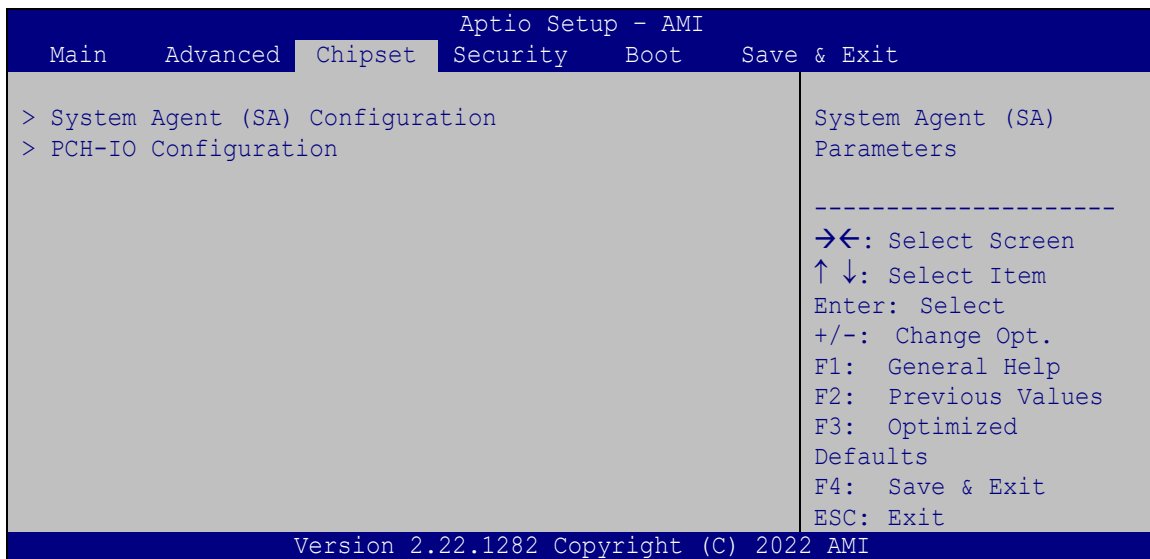 Aptio Setup – AMI
Main Advanced Chipset Security Boot Save & Exit
> System Agent (SA) Configuration
> PCH-IO Configuration
System Agent (SA)
Parameters
---------------------
→←: Select Screen
↑ ↓: Select Item
Enter: Select
+/-: Change Opt.
F1: General Help
F2: Previous Values
F3: Optimized
Defaults
F4: Save & Exit
ESC: Exit
Version 2.22.1282 Copyright (C) 2022 AMI